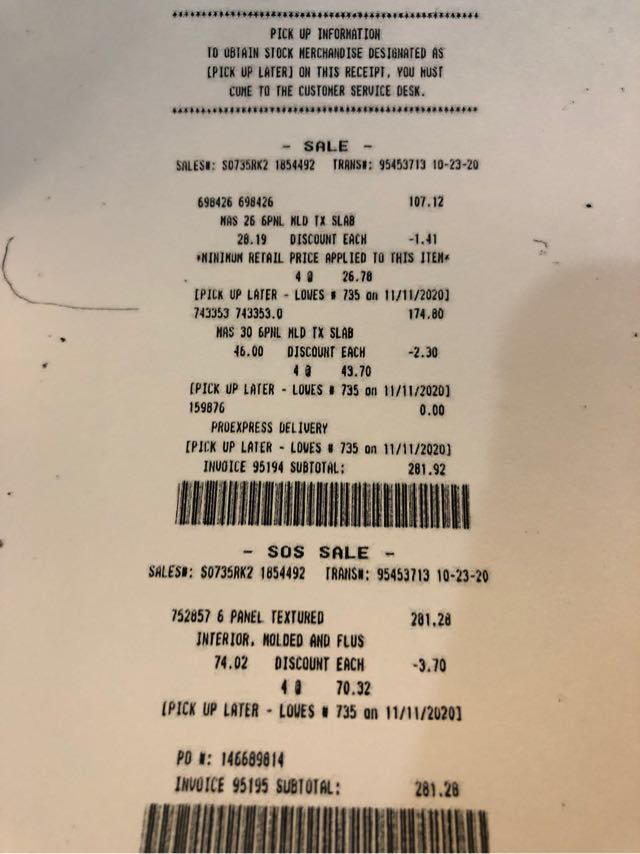 ************************************************
PICK UP INFORMATION
TO OBTAIN STOCK MERCHANDISE DESIGNATED AS
[PICK UP LATER] ON THIS RECEIPT, YOU MUST
COME TO THE CUSTOMER SERVICE DESK.
************************************************
- SALE -
SALES#: S0735RK2 1854492 TRANS#: 95453713 10-23-20
698426 698426 107.12
MAS 26 6PNL MLD TX SLAB
28.19 DISCOUNT EACH -1.41
*MINIMUM RETAIL PRICE APPLIED TO THIS ITEM*
4 @ 26.78
[PICK UP LATER - LOWES # 735 on 11/11/2020]
743353 743353.0 174.80
MAS 30 6PNL MLD TX SLAB
46.00 DISCOUNT EACH -2.30
4 @ 43.70
[PICK UP LATER - LOWES # 735 on 11/11/2020]
159876 0.00
PROEXPRESS DELIVERY
[PICK UP LATER - LOWES # 735 on 11/11/2020]
INVOICE 95194 SUBTOTAL: 281.92
- SOS SALE -
SALES#: S0735RK2 1854492 TRANS#: 95453713 10-23-20
752857 6 PANEL TEXTURED 281.28
INTERIOR, MOLDED AND FLUS
74.02 DISCOUNT EACH -3.70
4 @ 70.32
[PICK UP LATER - LOWES # 735 on 11/11/2020]
PO #: 146689814
INVOICE 95195 SUBTOTAL: 281.28